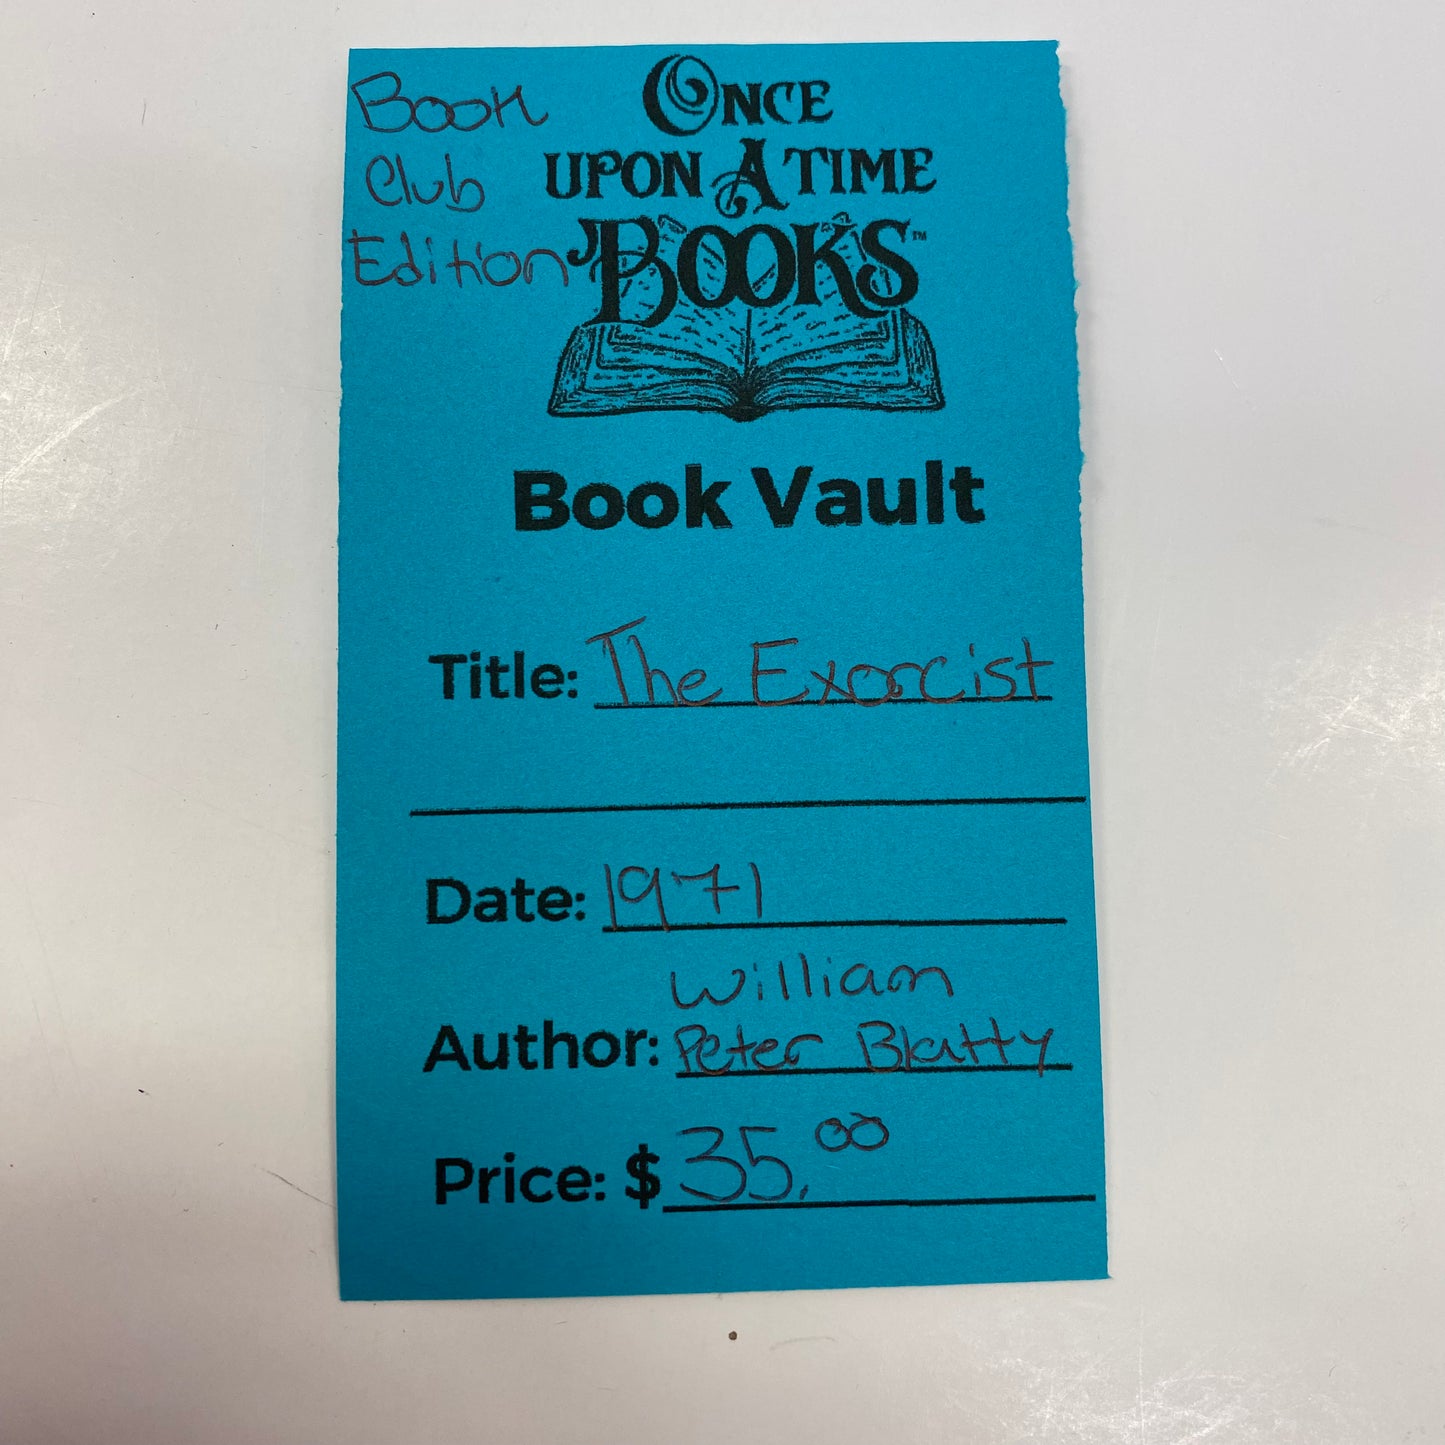 Book
Club
Edition
ONCE
UPON A TIME
BOOKS™
Book Vault
Title: The Exorcist
Date: 1971
William
Author: Peter Blatty
Price: $35.00